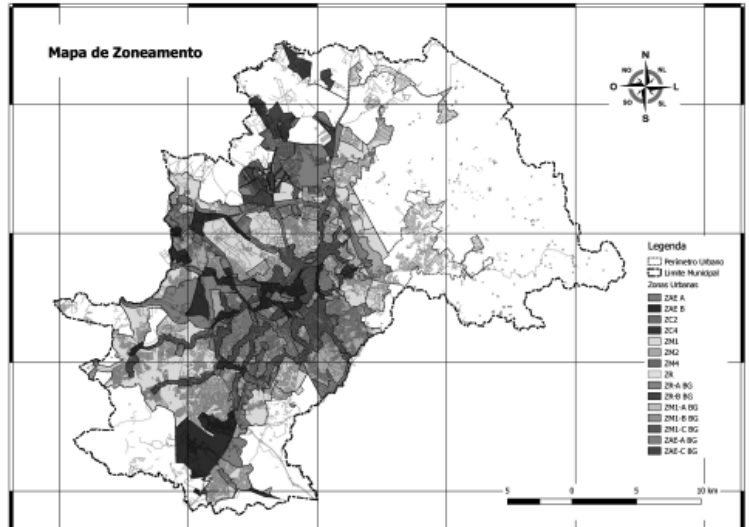 Mapa de Zoneamento
N
NO NL
O L
SO SL
S
Legenda
Perímetro Urbano
Limite Municipal
Zonas Urbanas
ZAE A
ZAE B
ZC2
ZC4
ZM1
ZM2
ZM4
ZR
ZR-A BG
ZR-B BG
ZM1-A BG
ZM1-B BG
ZM1-C BG
ZAE-A BG
ZAE-C BG
5 0 5 10 km